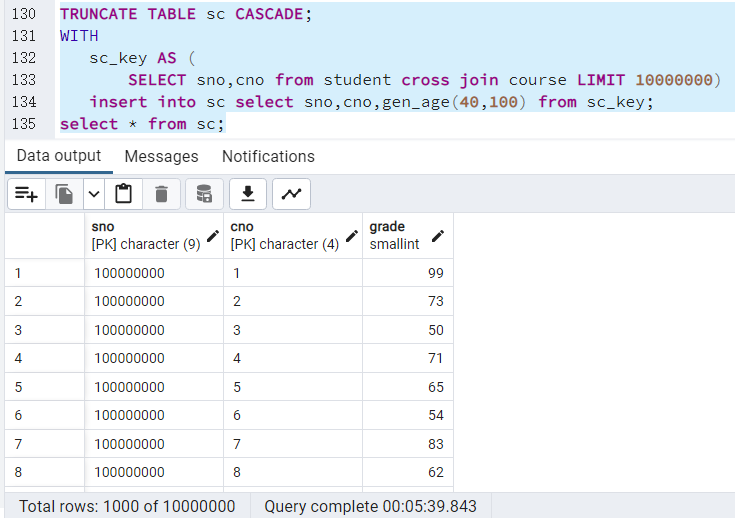 130 TRUNCATE TABLE sc CASCADE;
131 WITH
132 sc_key AS (
133 SELECT sno,cno from student cross join course LIMIT 10000000)
134 insert into sc select sno,cno,gen_age(40,100) from sc_key;
135 select * from sc;
Data output Messages Notifications
sno cno grade
[PK] character (9) [PK] character (4) smallint
1 100000000 1 99
2 100000000 2 73
3 100000000 3 50
4 100000000 4 71
5 100000000 5 65
6 100000000 6 54
7 100000000 7 83
8 100000000 8 62
Total rows: 1000 of 10000000 Query complete 00:05:39.843